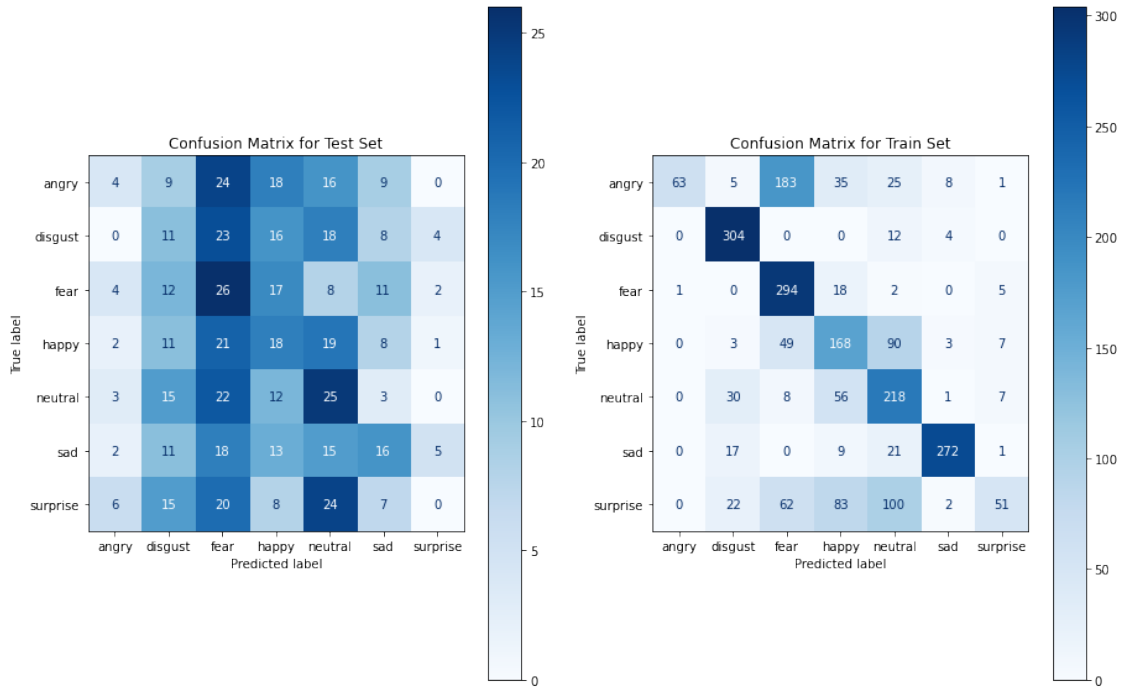 Confusion Matrix for Test Set
True label
angry 4 9 24 18 16 9 0
disgust 0 11 23 16 18 8 4
fear 4 12 26 17 8 11 2
happy 2 11 21 18 19 8 1
neutral 3 15 22 12 25 3 0
sad 2 11 18 13 15 16 5
surprise 6 15 20 8 24 7 0
angry disgust fear happy neutral sad surprise
Predicted label
25
20
15
10
5
0
Confusion Matrix for Train Set
True label
angry 63 5 183 35 25 8 1
disgust 0 304 0 0 12 4 0
fear 1 0 294 18 2 0 5
happy 0 3 49 168 90 3 7
neutral 0 30 8 56 218 1 7
sad 0 17 0 9 21 272 1
surprise 0 22 62 83 100 2 51
angry disgust fear happy neutral sad surprise
Predicted label
300
250
200
150
100
50
0